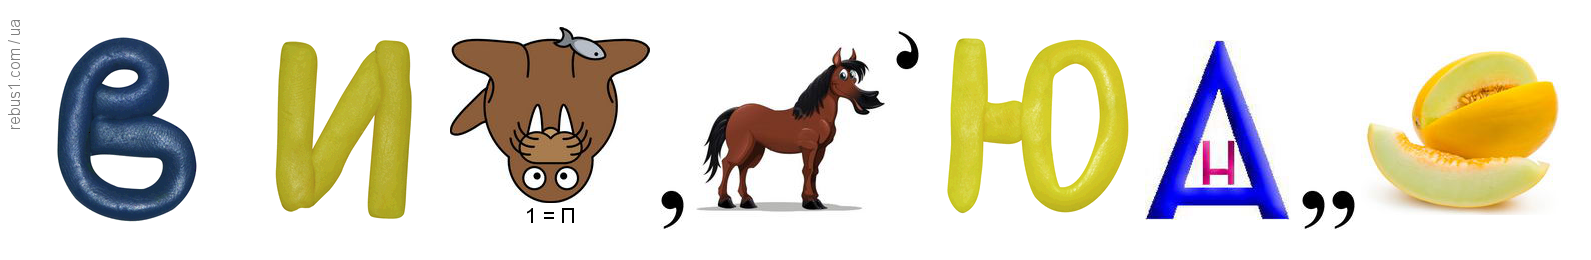 rebus1.com / ua
В И , ’ Ю А Н ,,
1 = П